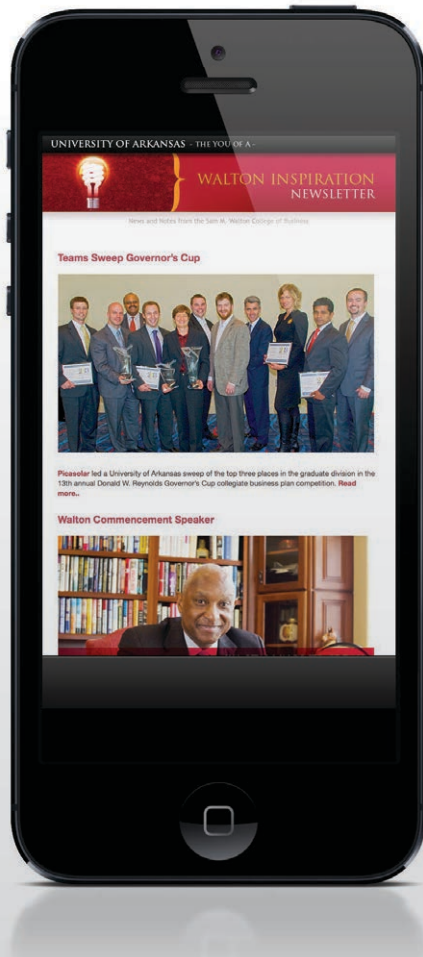 UNIVERSITY OF ARKANSAS - THE YOU OF A -
WALTON INSPIRATION
NEWSLETTER
News and Notes from the Sam M. Walton College of Business
Teams Sweep Governor's Cup
Picasolar led a University of Arkansas sweep of the top three places in the graduate division in the
13th annual Donald W. Reynolds Governor's Cup collegiate business plan competition. Read
more..
Walton Commencement Speaker